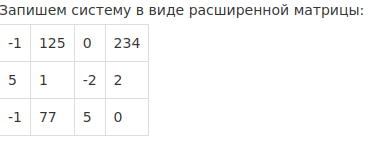 Запишем систему в виде расширенной матрицы:
-1 125 0 234
5 1 -2 2
-1 77 5 0